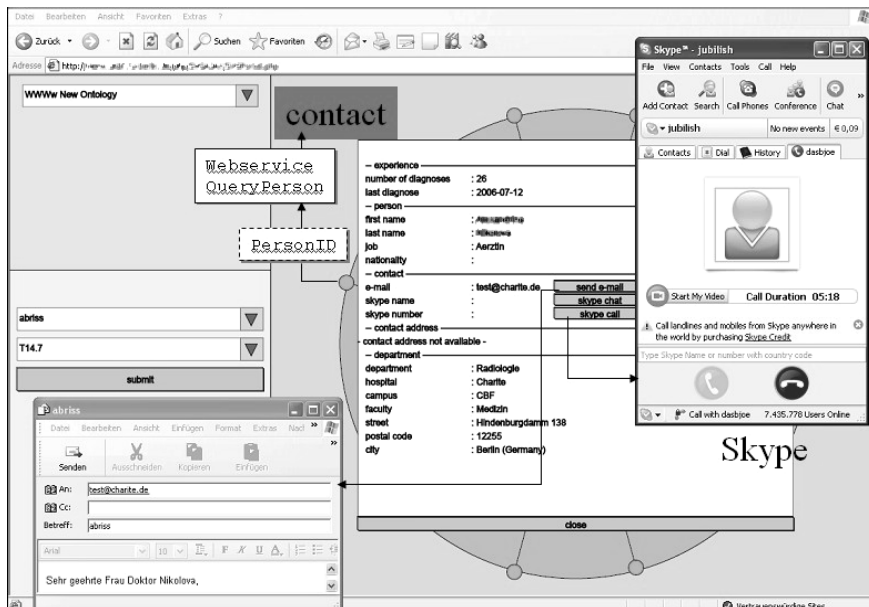 Datei Bearbeiten Ansicht Favoriten Extras ?
Zurück Suchen Favoriten
Adresse http://
WWWw New Ontology
contact
Webservice
QueryPerson
PersonID
abriss
T14.7
submit
-- experience
number of diagnoses : 26
last diagnose : 2006-07-12
-- person
first name :
last name :
job : Aerztin
nationality :
-- contact
e-mail : test@charite.de send e-mail
skype name : skype chat
skype number : skype call
-- contact address
- contact address not available -
-- department
department : Radiologie
hospital : Charite
campus : CBF
faculty : Medizin
street : Hindenburgdamm 138
postal code : 12255
city : Berlin (Germany)
close
Skype™ - jubilish
File View Contacts Tools Call Help
Add Contact Search Call Phones Conference Chat »
jubilish No new events € 0,09
Contacts Dial History dasbjoe
Start My Video Call Duration 05:18
Call landlines and mobiles from Skype anywhere in
the world by purchasing Skype Credit
Type Skype Name or number with country code
Call with dasbjoe 7.435.778 Users Online
Skype
abriss
Datei Bearbeiten Ansicht Einfügen Format Extras Nacl »
Senden Ausschneiden Kopieren Einfügen »
An: test@charite.de
Cc:
Betreff: abriss
Arial 10 F K U A
Sehr geehrte Frau Doktor Nikolova,
Vertrauenswürdige Sites